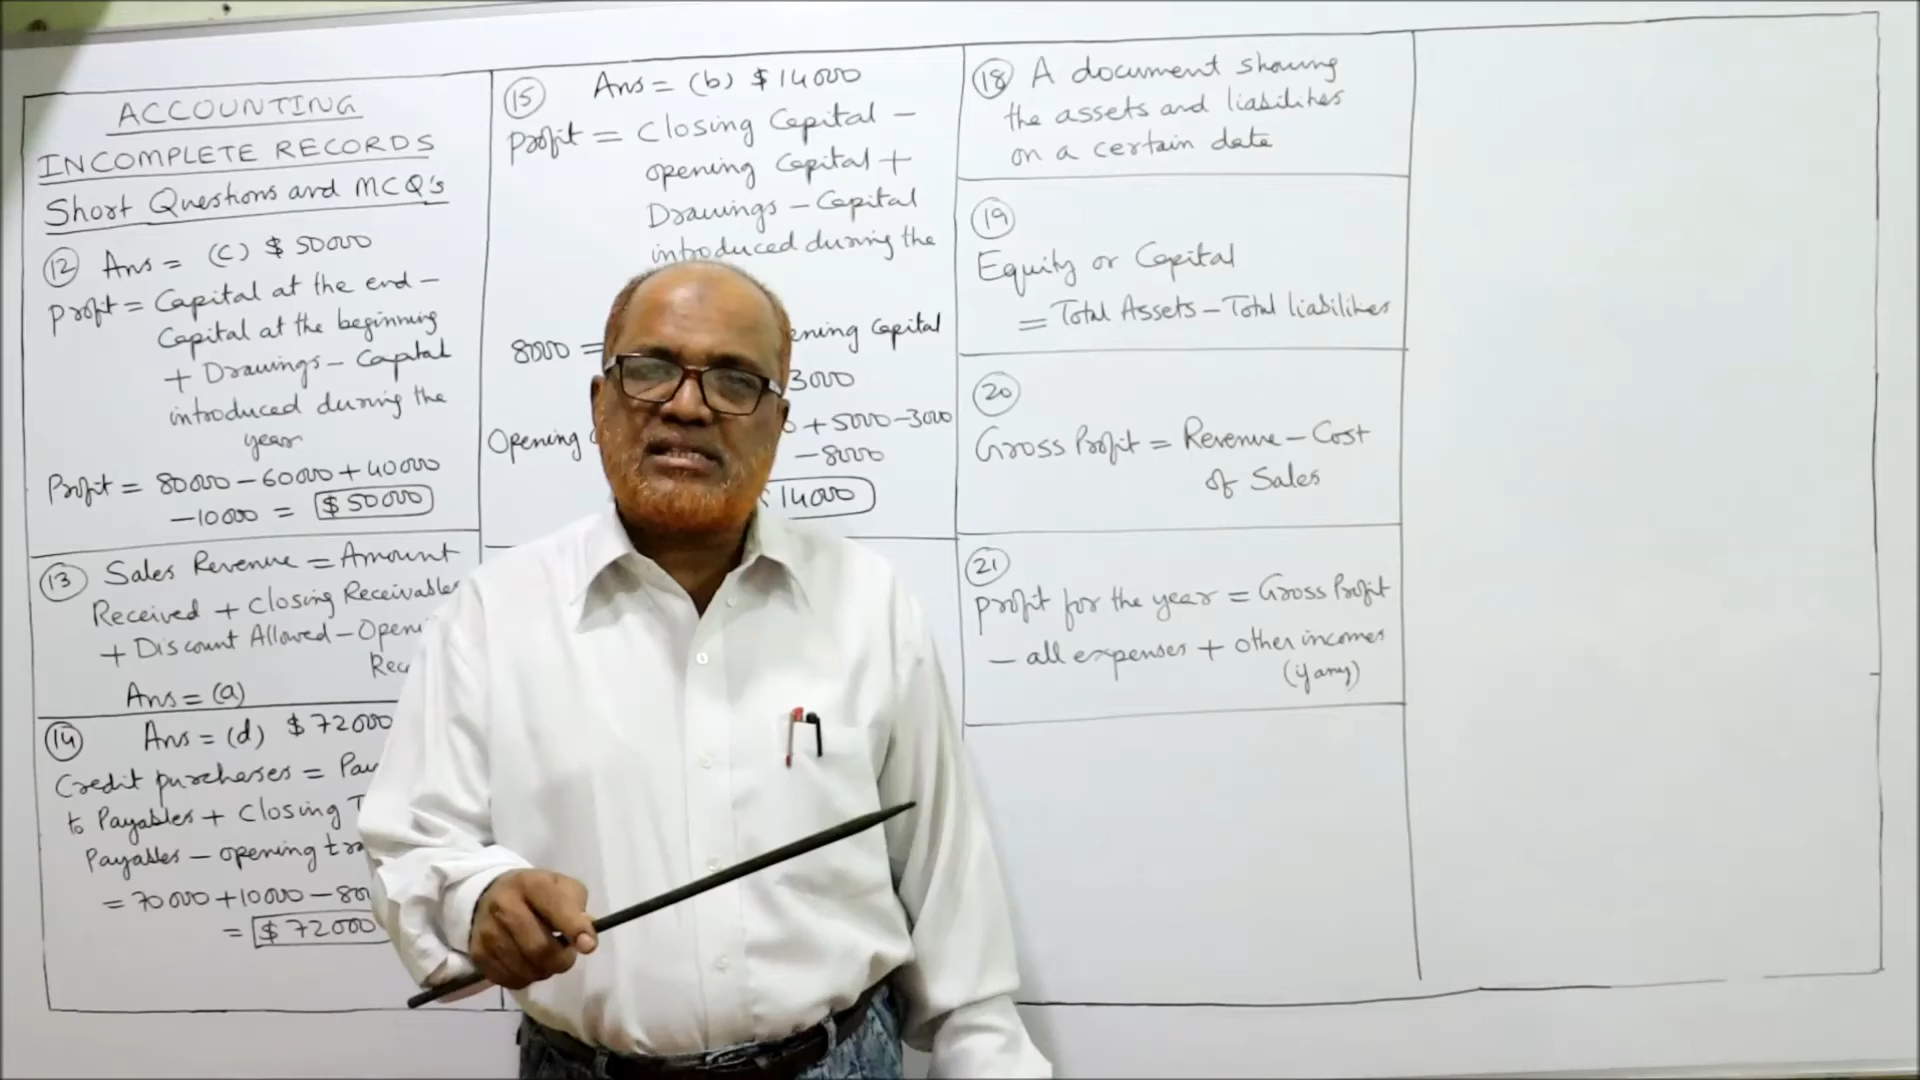 ACCOUNTING
INCOMPLETE RECORDS
Short Questions and MCQ's
12 Ans = (c) $ 50000
Profit = Capital at the end -
Capital at the beginning
+ Drawings - Capital
introduced during the
year
Profit = 80000 - 60000 + 40000
- 10000 = $ 50000
13 Sales Revenue = Amount
Received + Closing Receivables
+ Discount Allowed -
Ans = (a)
14 Ans = (d) $ 72000
Credit purchases =
to Payables + Closing
Payables - opening
= 70000 + 10000 -
= $ 72000
15 Ans = (b) $ 14000
Profit = Closing Capital -
opening Capital +
Drawings - Capital
introduced during the
8000 = Capital
3000
Opening + 5000 - 3000
- 8000
14000
18 A document showing
the assets and liabilities
on a certain date
19
Equity or Capital
= Total Assets - Total liabilities
20
Gross Profit = Revenue - Cost
of Sales
21
Profit for the year = Gross Profit
- all expenses + other incomes
(if any)